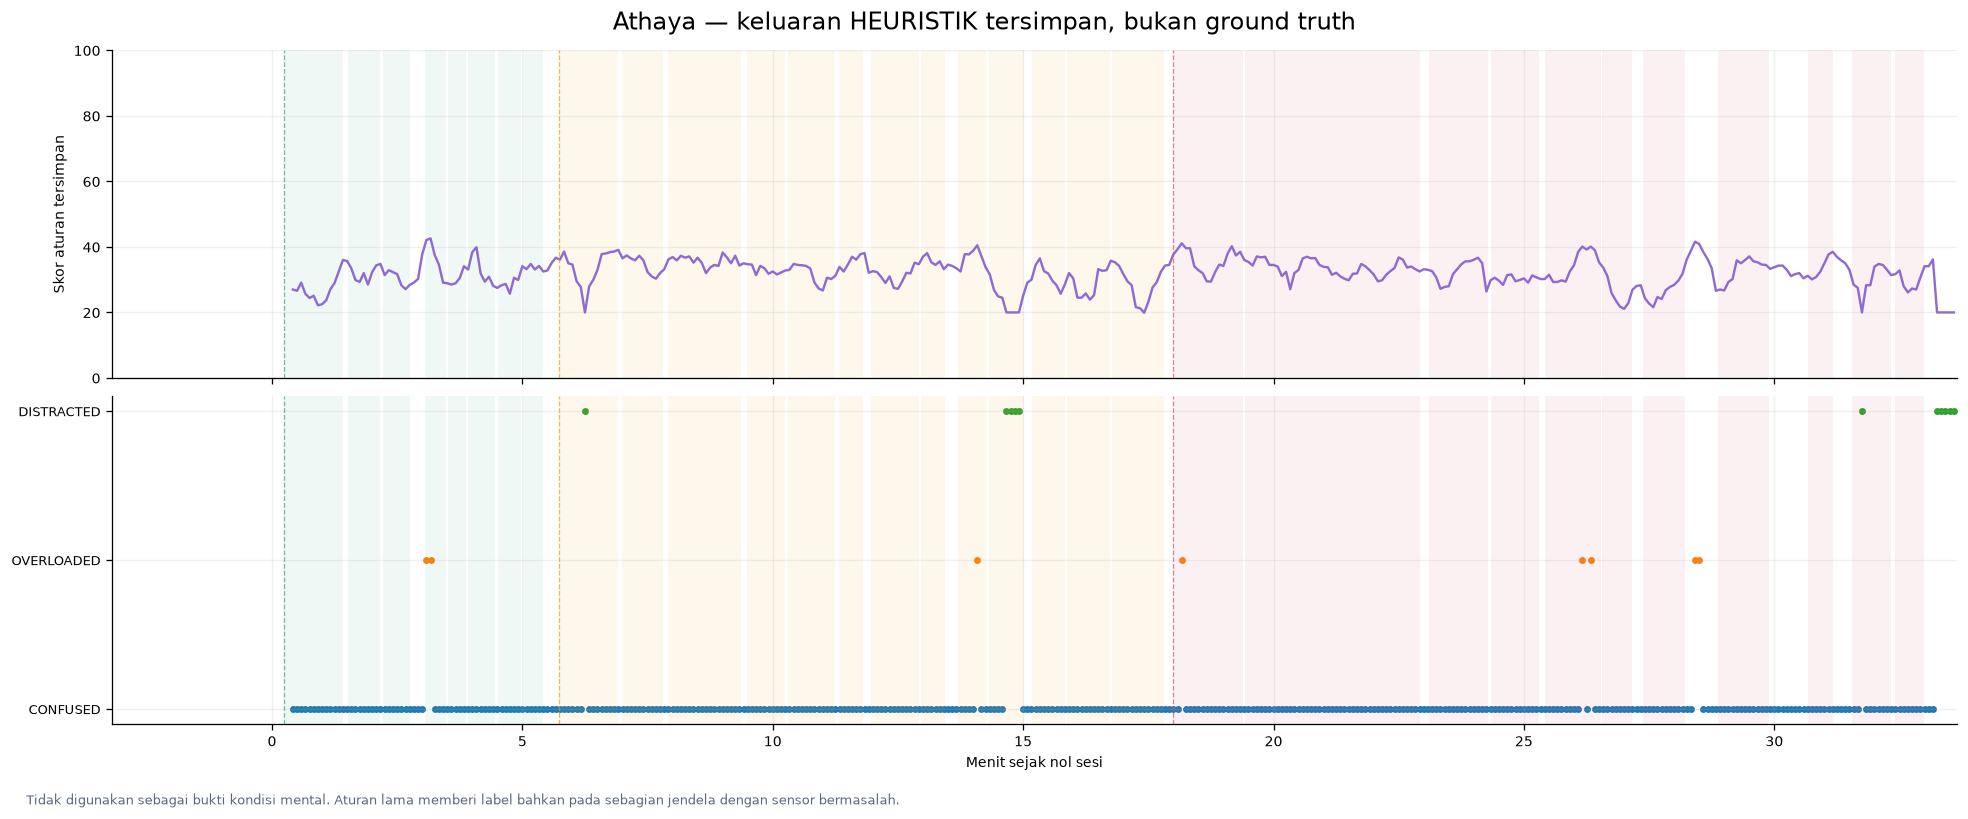 Athaya — keluaran HEURISTIK tersimpan, bukan ground truth
Skor aturan tersimpan
100
80
60
40
20
0
DISTRACTED
OVERLOADED
CONFUSED
0 5 10 15 20 25 30
Menit sejak nol sesi
Tidak digunakan sebagai bukti kondisi mental. Aturan lama memberi label bahkan pada sebagian jendela dengan sensor bermasalah.